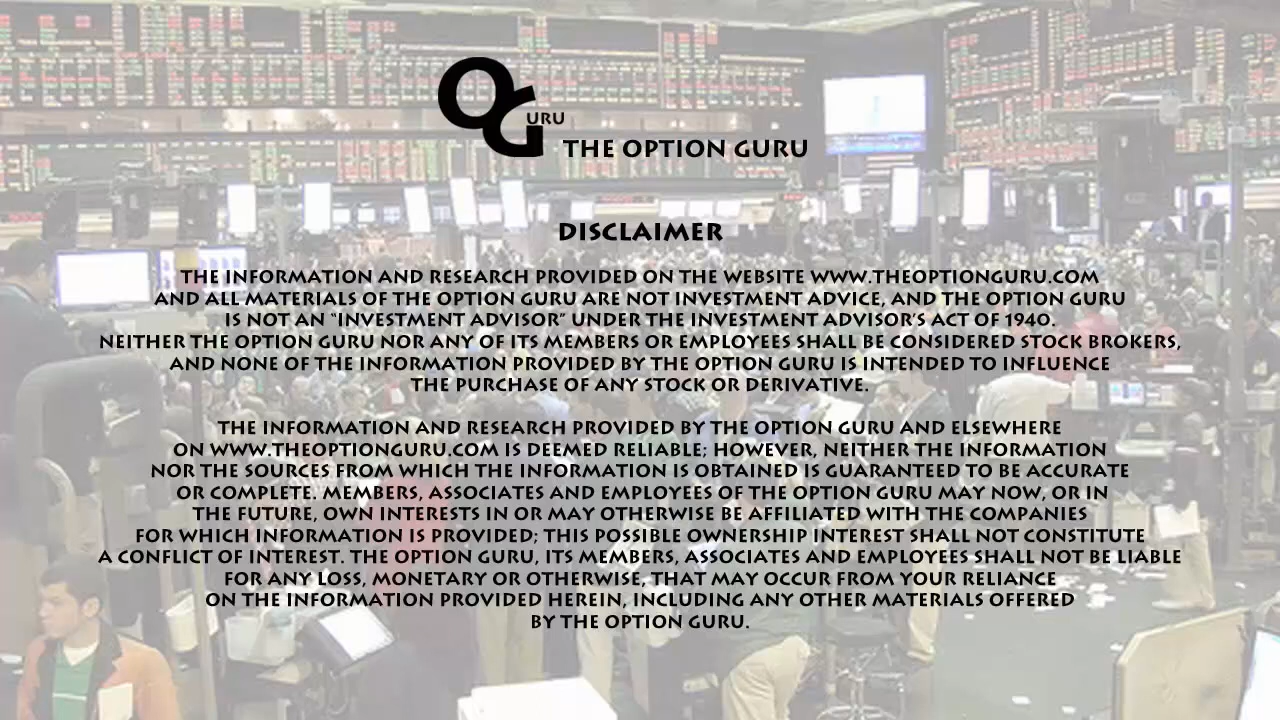 OG URU
THE OPTION GURU
DISCLAIMER
THE INFORMATION AND RESEARCH PROVIDED ON THE WEBSITE WWW.THEOPTIONGURU.COM
AND ALL MATERIALS OF THE OPTION GURU ARE NOT INVESTMENT ADVICE, AND THE OPTION GURU
IS NOT AN “INVESTMENT ADVISOR” UNDER THE INVESTMENT ADVISOR’S ACT OF 1940.
NEITHER THE OPTION GURU NOR ANY OF ITS MEMBERS OR EMPLOYEES SHALL BE CONSIDERED STOCK BROKERS,
AND NONE OF THE INFORMATION PROVIDED BY THE OPTION GURU IS INTENDED TO INFLUENCE
THE PURCHASE OF ANY STOCK OR DERIVATIVE.
THE INFORMATION AND RESEARCH PROVIDED BY THE OPTION GURU AND ELSEWHERE
ON WWW.THEOPTIONGURU.COM IS DEEMED RELIABLE; HOWEVER, NEITHER THE INFORMATION
NOR THE SOURCES FROM WHICH THE INFORMATION IS OBTAINED IS GUARANTEED TO BE ACCURATE
OR COMPLETE. MEMBERS, ASSOCIATES AND EMPLOYEES OF THE OPTION GURU MAY NOW, OR IN
THE FUTURE, OWN INTERESTS IN OR MAY OTHERWISE BE AFFILIATED WITH THE COMPANIES
FOR WHICH INFORMATION IS PROVIDED; THIS POSSIBLE OWNERSHIP INTEREST SHALL NOT CONSTITUTE
A CONFLICT OF INTEREST. THE OPTION GURU, ITS MEMBERS, ASSOCIATES AND EMPLOYEES SHALL NOT BE LIABLE
FOR ANY LOSS, MONETARY OR OTHERWISE, THAT MAY OCCUR FROM YOUR RELIANCE
ON THE INFORMATION PROVIDED HEREIN, INCLUDING ANY OTHER MATERIALS OFFERED
BY THE OPTION GURU.